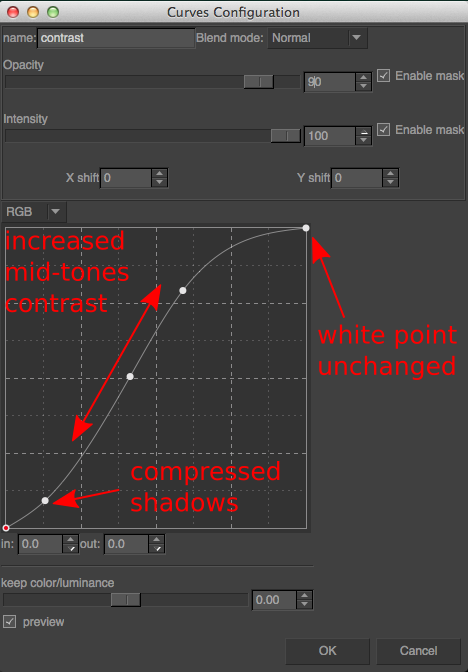 Curves Configuration
name: contrast Blend mode: Normal
Opacity
90 Enable mask
Intensity
100 Enable mask
X shift 0 Y shift 0
RGB
increased
mid-tones
contrast
white point
unchanged
compressed
shadows
in: 0.0 out: 0.0
keep color/luminance
0.00
preview
OK Cancel